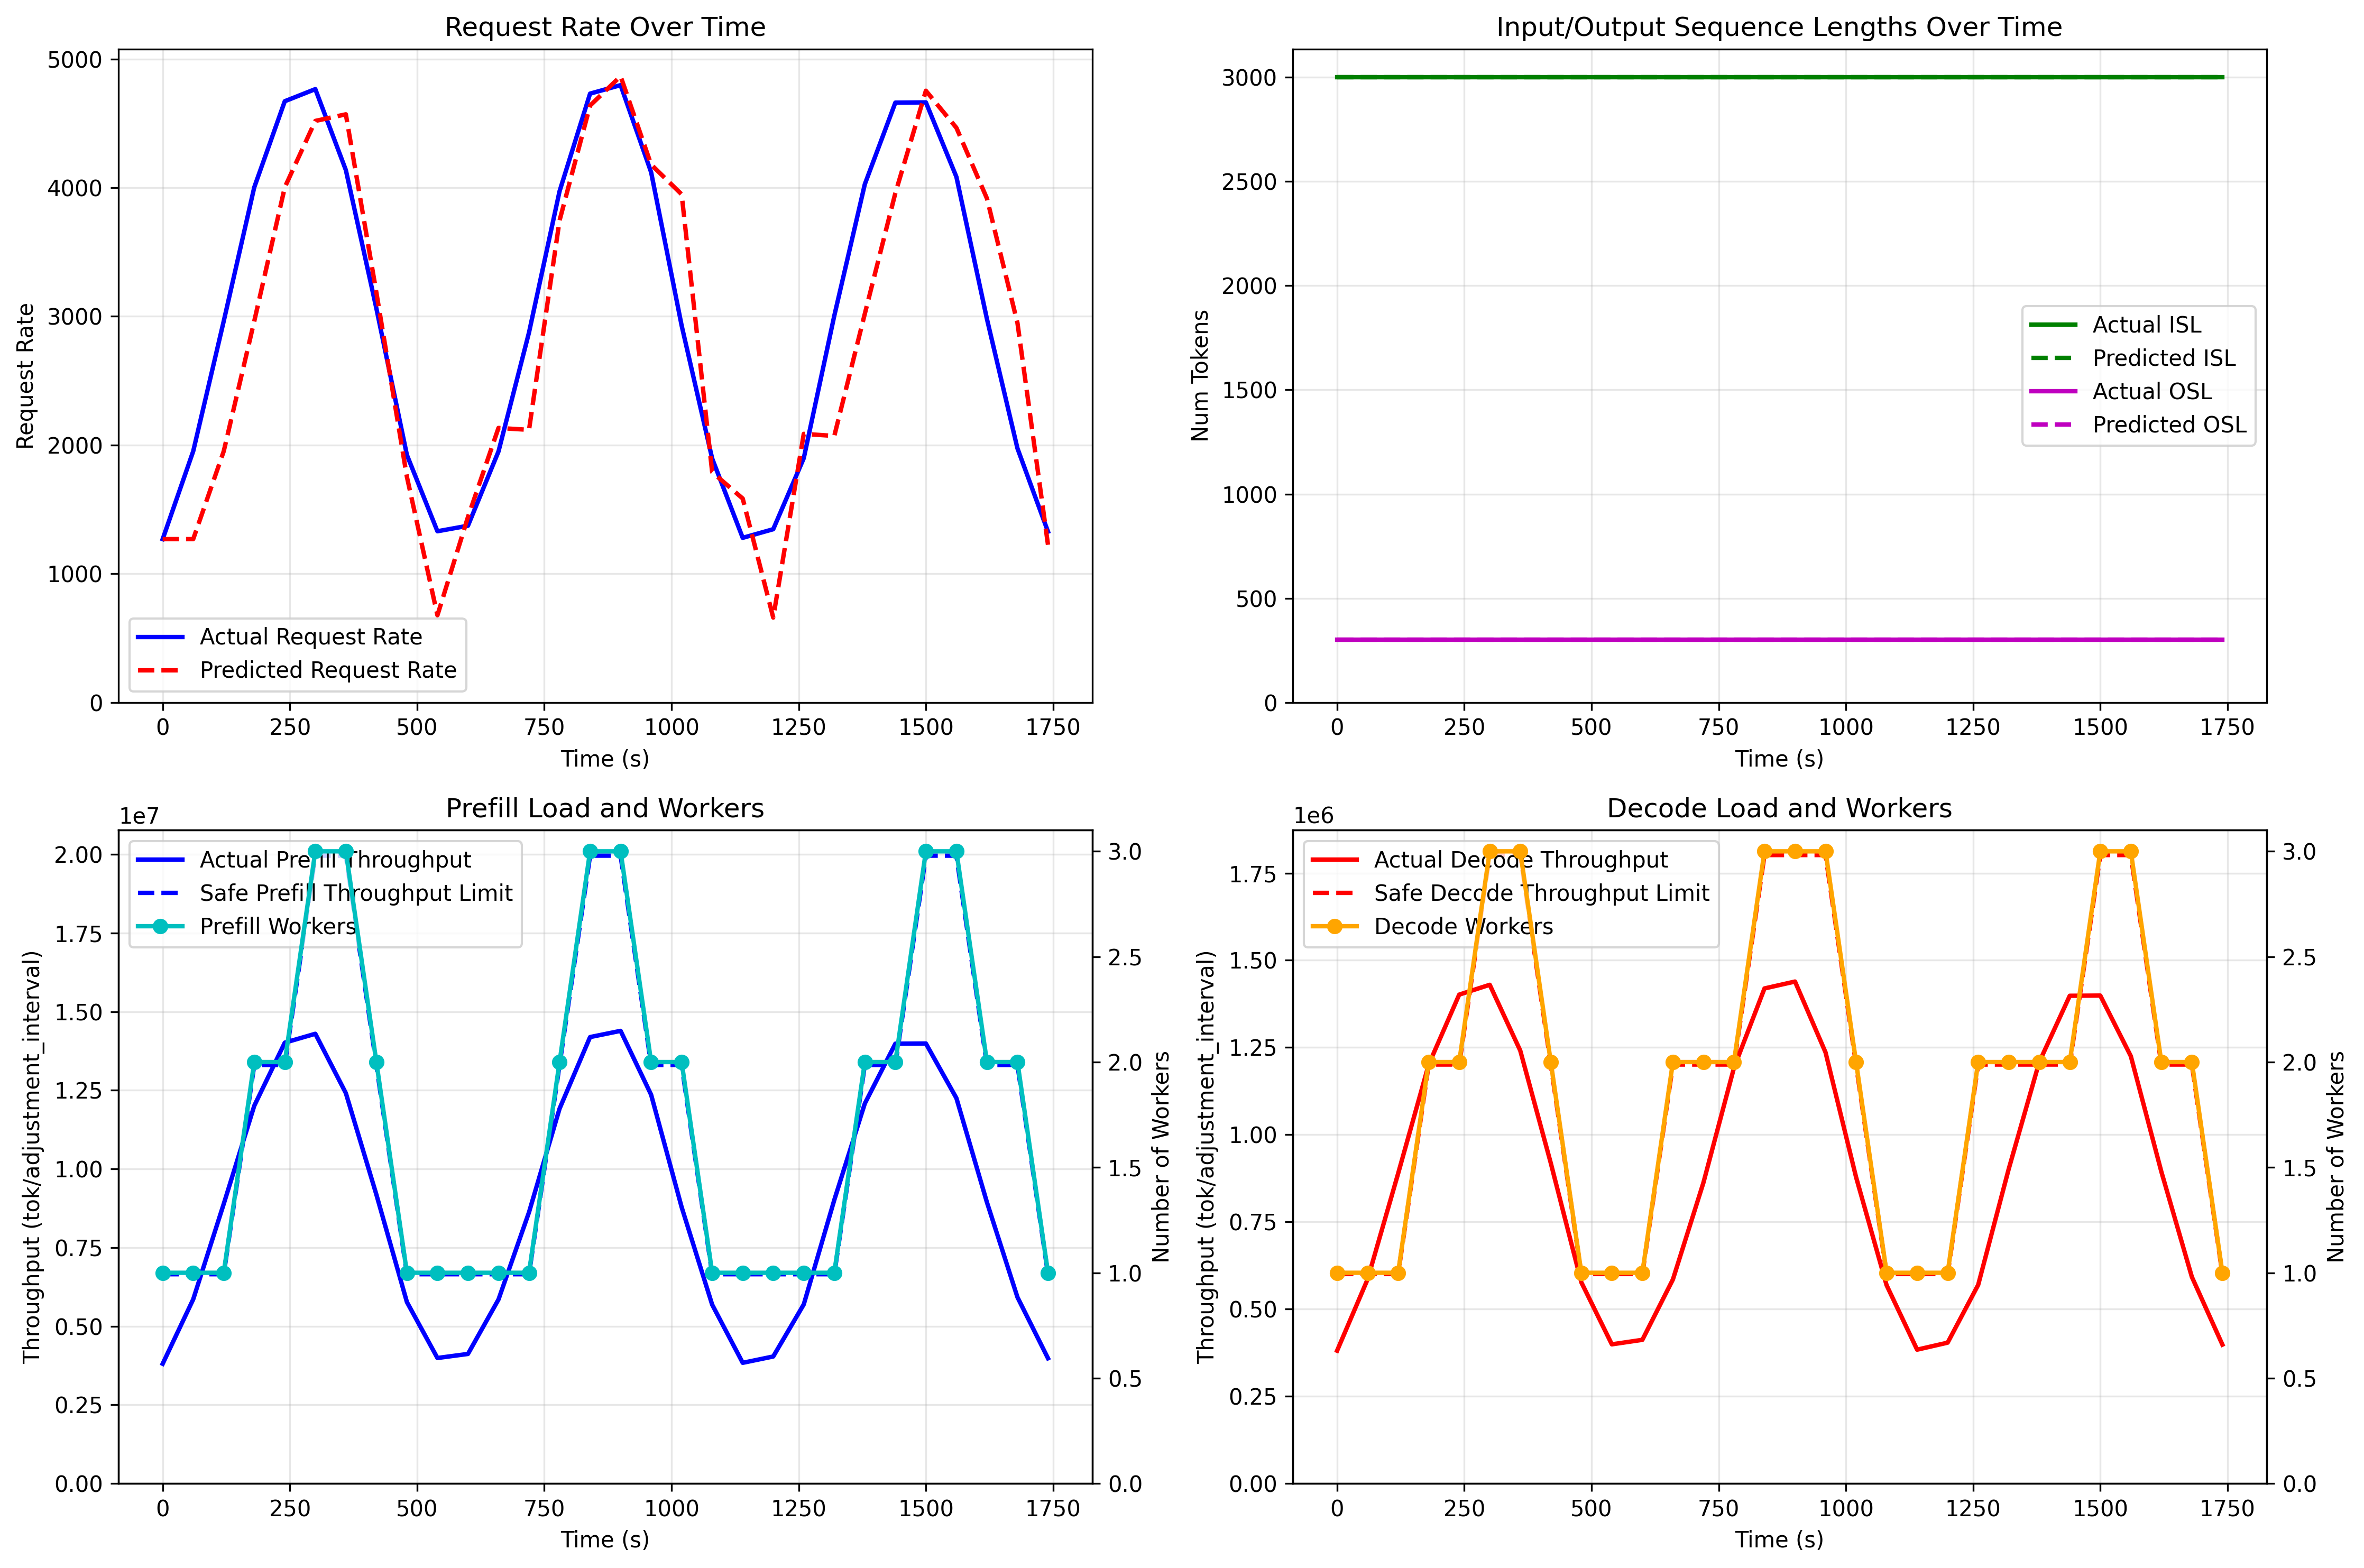 Request Rate Over Time
Request Rate
5000
4000
3000
2000
1000
0
Actual Request Rate
Predicted Request Rate
0 250 500 750 1000 1250 1500 1750
Time (s)
Input/Output Sequence Lengths Over Time
Num Tokens
3000
2500
2000
1500
1000
500
0
Actual ISL
Predicted ISL
Actual OSL
Predicted OSL
0 250 500 750 1000 1250 1500 1750
Time (s)
Prefill Load and Workers
1e7
Throughput (tok/adjustment_interval)
2.00
1.75
1.50
1.25
1.00
0.75
0.50
0.25
0.00
Actual Prefill Throughput
Safe Prefill Throughput Limit
Prefill Workers
3.0
2.5
2.0
1.5
1.0
0.5
0.0
Number of Workers
0 250 500 750 1000 1250 1500 1750
Time (s)
Decode Load and Workers
1e6
Throughput (tok/adjustment_interval)
1.75
1.50
1.25
1.00
0.75
0.50
0.25
0.00
Actual Decode Throughput
Safe Decode Throughput Limit
Decode Workers
3.0
2.5
2.0
1.5
1.0
0.5
0.0
Number of Workers
0 250 500 750 1000 1250 1500 1750
Time (s)